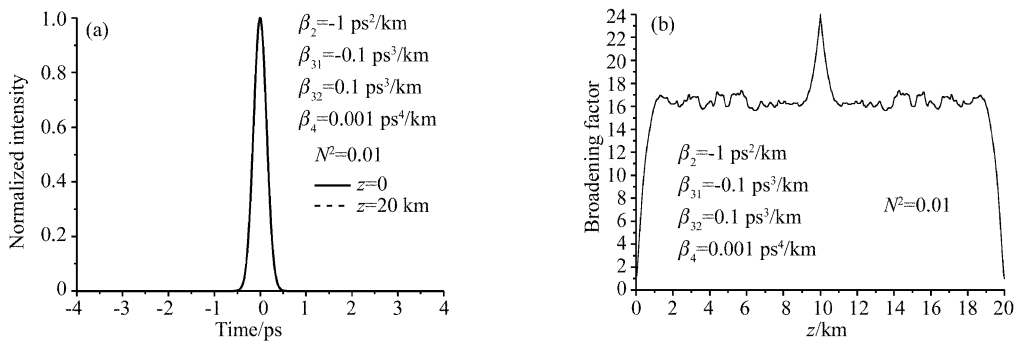 (a)
β₂=-1 ps²/km
β₃₁=-0.1 ps³/km
β₃₂=0.1 ps³/km
β₄=0.001 ps⁴/km
N²=0.01
z=0
z=20 km
Normalized intensity
1.0
0.8
0.6
0.4
0.2
0
-4 -3 -2 -1 0 1 2 3 4
Time/ps
(b)
Broadening factor
24
22
20
18
16
14
12
10
8
6
4
2
0
β₂=-1 ps²/km
β₃₁=-0.1 ps³/km
β₃₂=0.1 ps³/km
β₄=0.001 ps⁴/km
N²=0.01
0 2 4 6 8 10 12 14 16 18 20
z/km